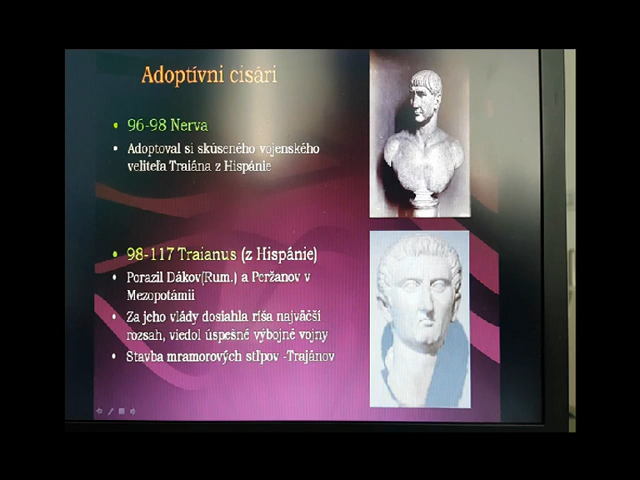 Adoptívni cisári
• 96-98 Nerva
• Adoptoval si skúseného vojenského
veliteľa Traiána z Hispánie
• 98-117 Traianus (z Hispánie)
• Porazil Dákov(Rum.) a Peržanov v
Mezopotámii
• Za jeho vlády dosiahla ríša najväčší
rozsah, viedol úspešné výbojné vojny
• Stavba mramorových stĺpov -Trajánov